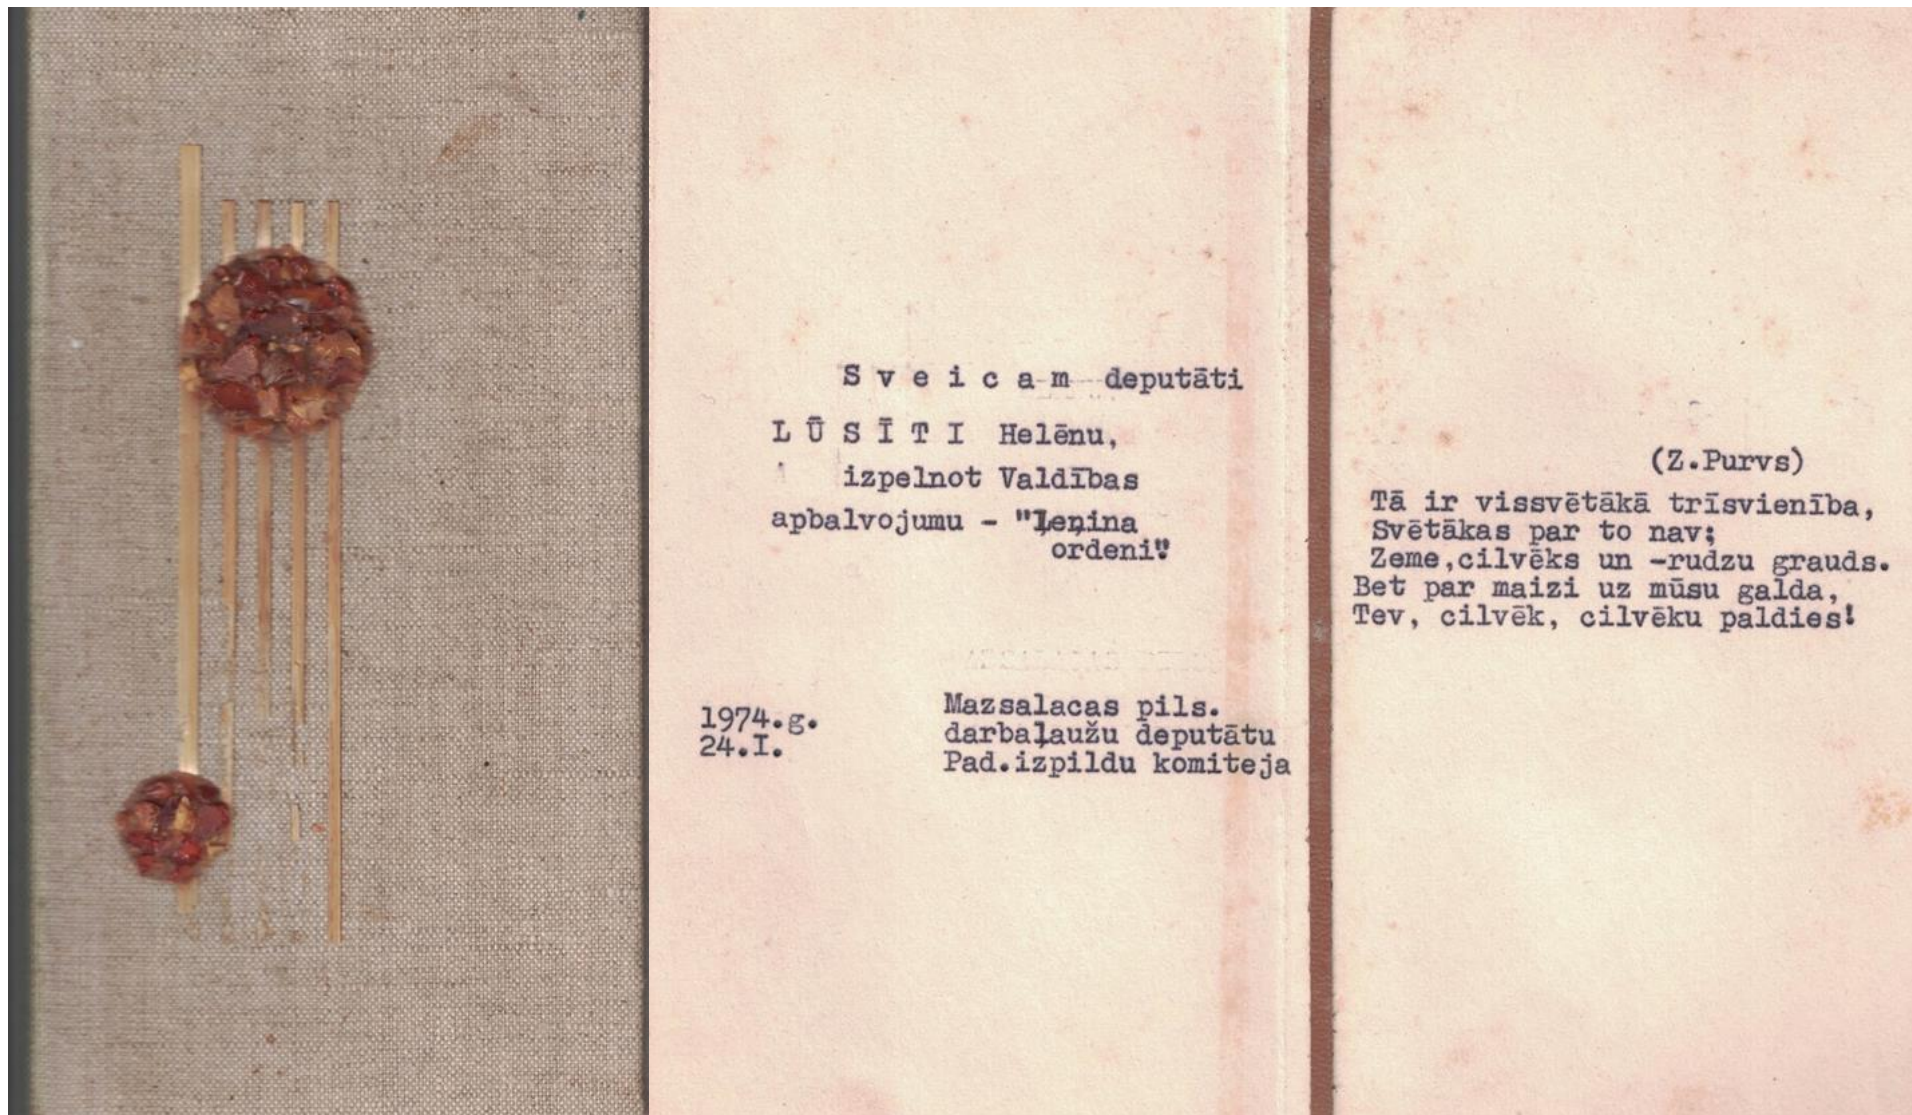 S v e i c a m deputāti
L Ū S Ī T I Helēnu,
izpelnot Valdības
apbalvojumu - "Ļeņina
ordeni"!
1974.g.
24.I.
Mazsalacas pils.
darbaļaužu deputātu
Pad.izpildu komiteja
(Z.Purvs)
Tā ir vissvētākā trīsvienība,
Svētākas par to nav;
Zeme,cilvēks un -rudzu grauds.
Bet par maizi uz mūsu galda,
Tev, cilvēk, cilvēku paldies!